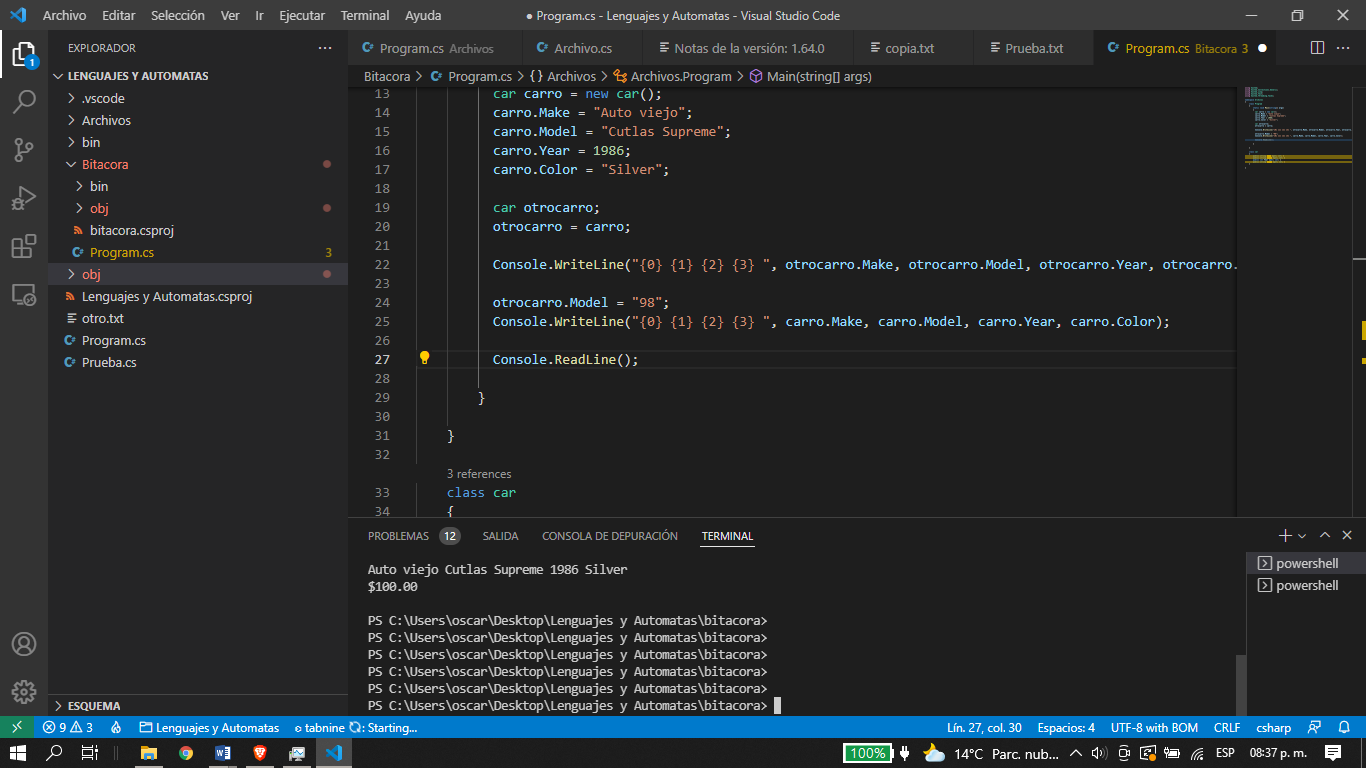 Archivo Editar Selección Ver Ir Ejecutar Terminal Ayuda
● Program.cs - Lenguajes y Automatas - Visual Studio Code
EXPLORADOR
LENGUAJES Y AUTOMATAS
.vscode
Archivos
bin
Bitacora
bin
obj
bitacora.csproj
Program.cs 3
obj
Lenguajes y Automatas.csproj
otro.txt
Program.cs
Prueba.cs
ESQUEMA
Program.cs Archivos
Archivo.cs
Notas de la versión: 1.64.0
copia.txt
Prueba.txt
Program.cs Bitacora 3
Bitacora > Program.cs > {} Archivos > Archivos.Program > Main(string[] args)
13 car carro = new car();
14 carro.Make = "Auto viejo";
15 carro.Model = "Cutlas Supreme";
16 carro.Year = 1986;
17 carro.Color = "Silver";
18
19 car otrocarro;
20 otrocarro = carro;
21
22 Console.WriteLine("{0} {1} {2} {3} ", otrocarro.Make, otrocarro.Model, otrocarro.Year, otrocarro.
23
24 otrocarro.Model = "98";
25 Console.WriteLine("{0} {1} {2} {3} ", carro.Make, carro.Model, carro.Year, carro.Color);
26
27 Console.ReadLine();
28
29 }
30
31 }
32
3 references
33 class car
34 {
PROBLEMAS 12 SALIDA CONSOLA DE DEPURACIÓN TERMINAL
Auto viejo Cutlas Supreme 1986 Silver
$100.00
PS C:\Users\oscar\Desktop\Lenguajes y Automatas\bitacora>
PS C:\Users\oscar\Desktop\Lenguajes y Automatas\bitacora>
PS C:\Users\oscar\Desktop\Lenguajes y Automatas\bitacora>
PS C:\Users\oscar\Desktop\Lenguajes y Automatas\bitacora>
PS C:\Users\oscar\Desktop\Lenguajes y Automatas\bitacora>
PS C:\Users\oscar\Desktop\Lenguajes y Automatas\bitacora>
powershell
powershell
1
9 3 Lenguajes y Automatas tabnine : Starting... Lín. 27, col. 30 Espacios: 4 UTF-8 with BOM CRLF csharp
100% 14°C Parc. nub... ESP 08:37 p. m.